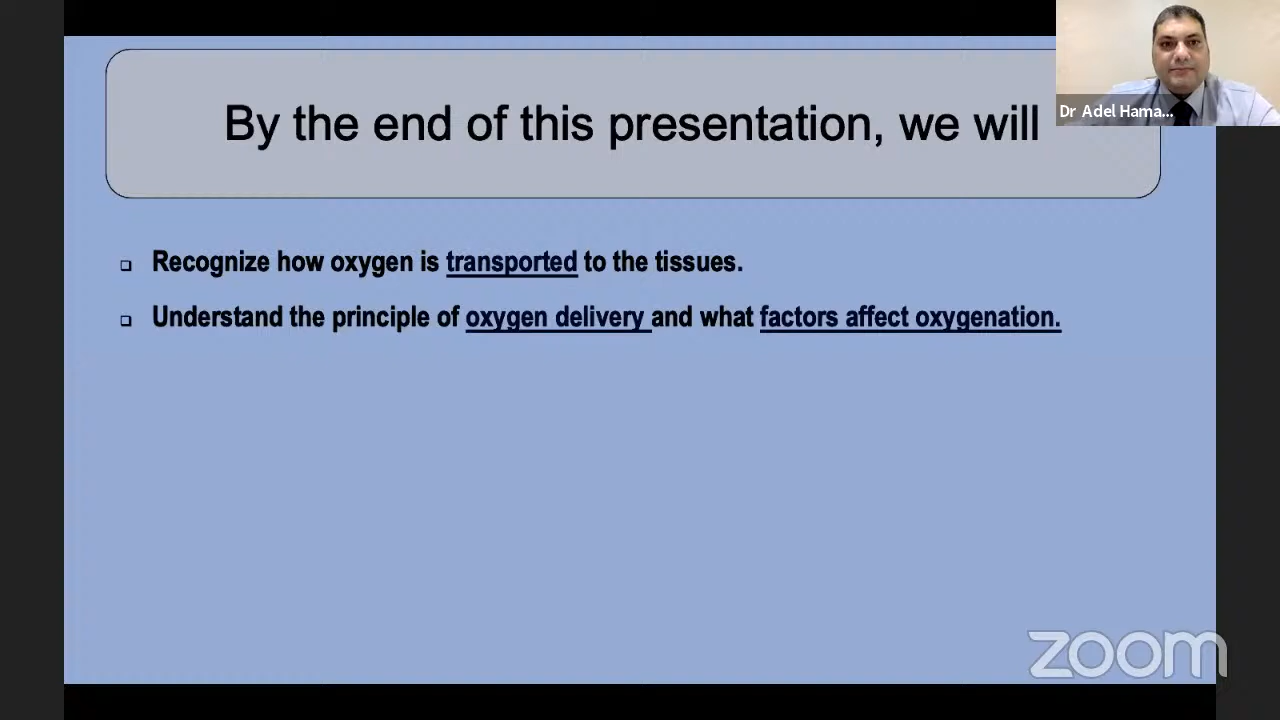 By the end of this presentation, we will
Dr Adel Hama...
Recognize how oxygen is transported to the tissues.
Understand the principle of oxygen delivery and what factors affect oxygenation.
zoom